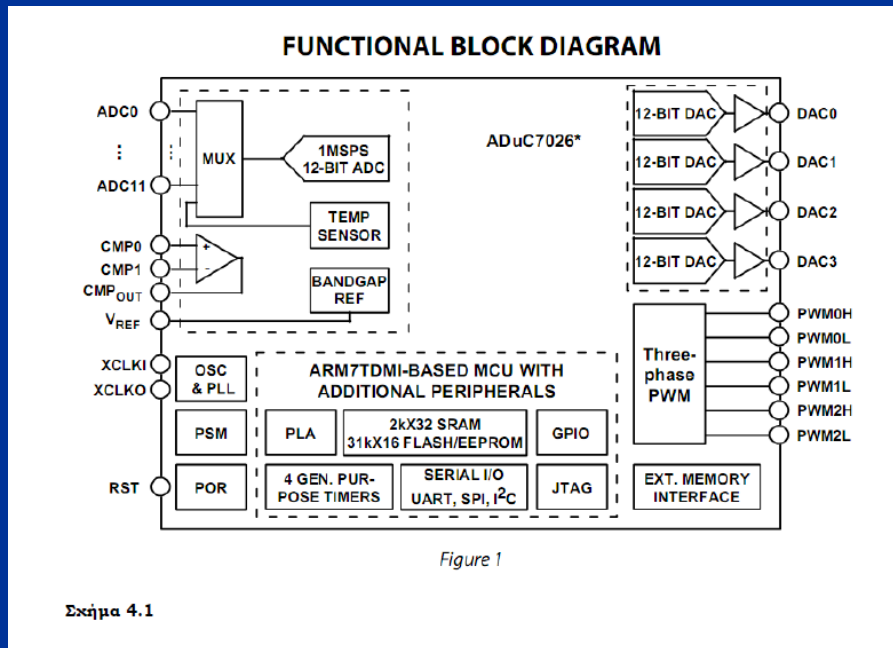 FUNCTIONAL BLOCK DIAGRAM
ADC0
⋮
ADC11
CMP0
CMP1
CMPOUT
VREF
XCLKI
XCLKO
RST
⋮
MUX
1MSPS
12-BIT ADC
TEMP
SENSOR
+
-
BANDGAP
REF
ADuC7026*
12-BIT DAC
12-BIT DAC
12-BIT DAC
12-BIT DAC
DAC0
DAC1
DAC2
DAC3
OSC
& PLL
PSM
POR
ARM7TDMI-BASED MCU WITH
ADDITIONAL PERIPHERALS
PLA
2kX32 SRAM
31kX16 FLASH/EEPROM
GPIO
4 GEN. PUR-
POSE TIMERS
SERIAL I/O
UART, SPI, I²C
JTAG
Three-
phase
PWM
PWM0H
PWM0L
PWM1H
PWM1L
PWM2H
PWM2L
EXT. MEMORY
INTERFACE
Figure 1
Σχήμα 4.1